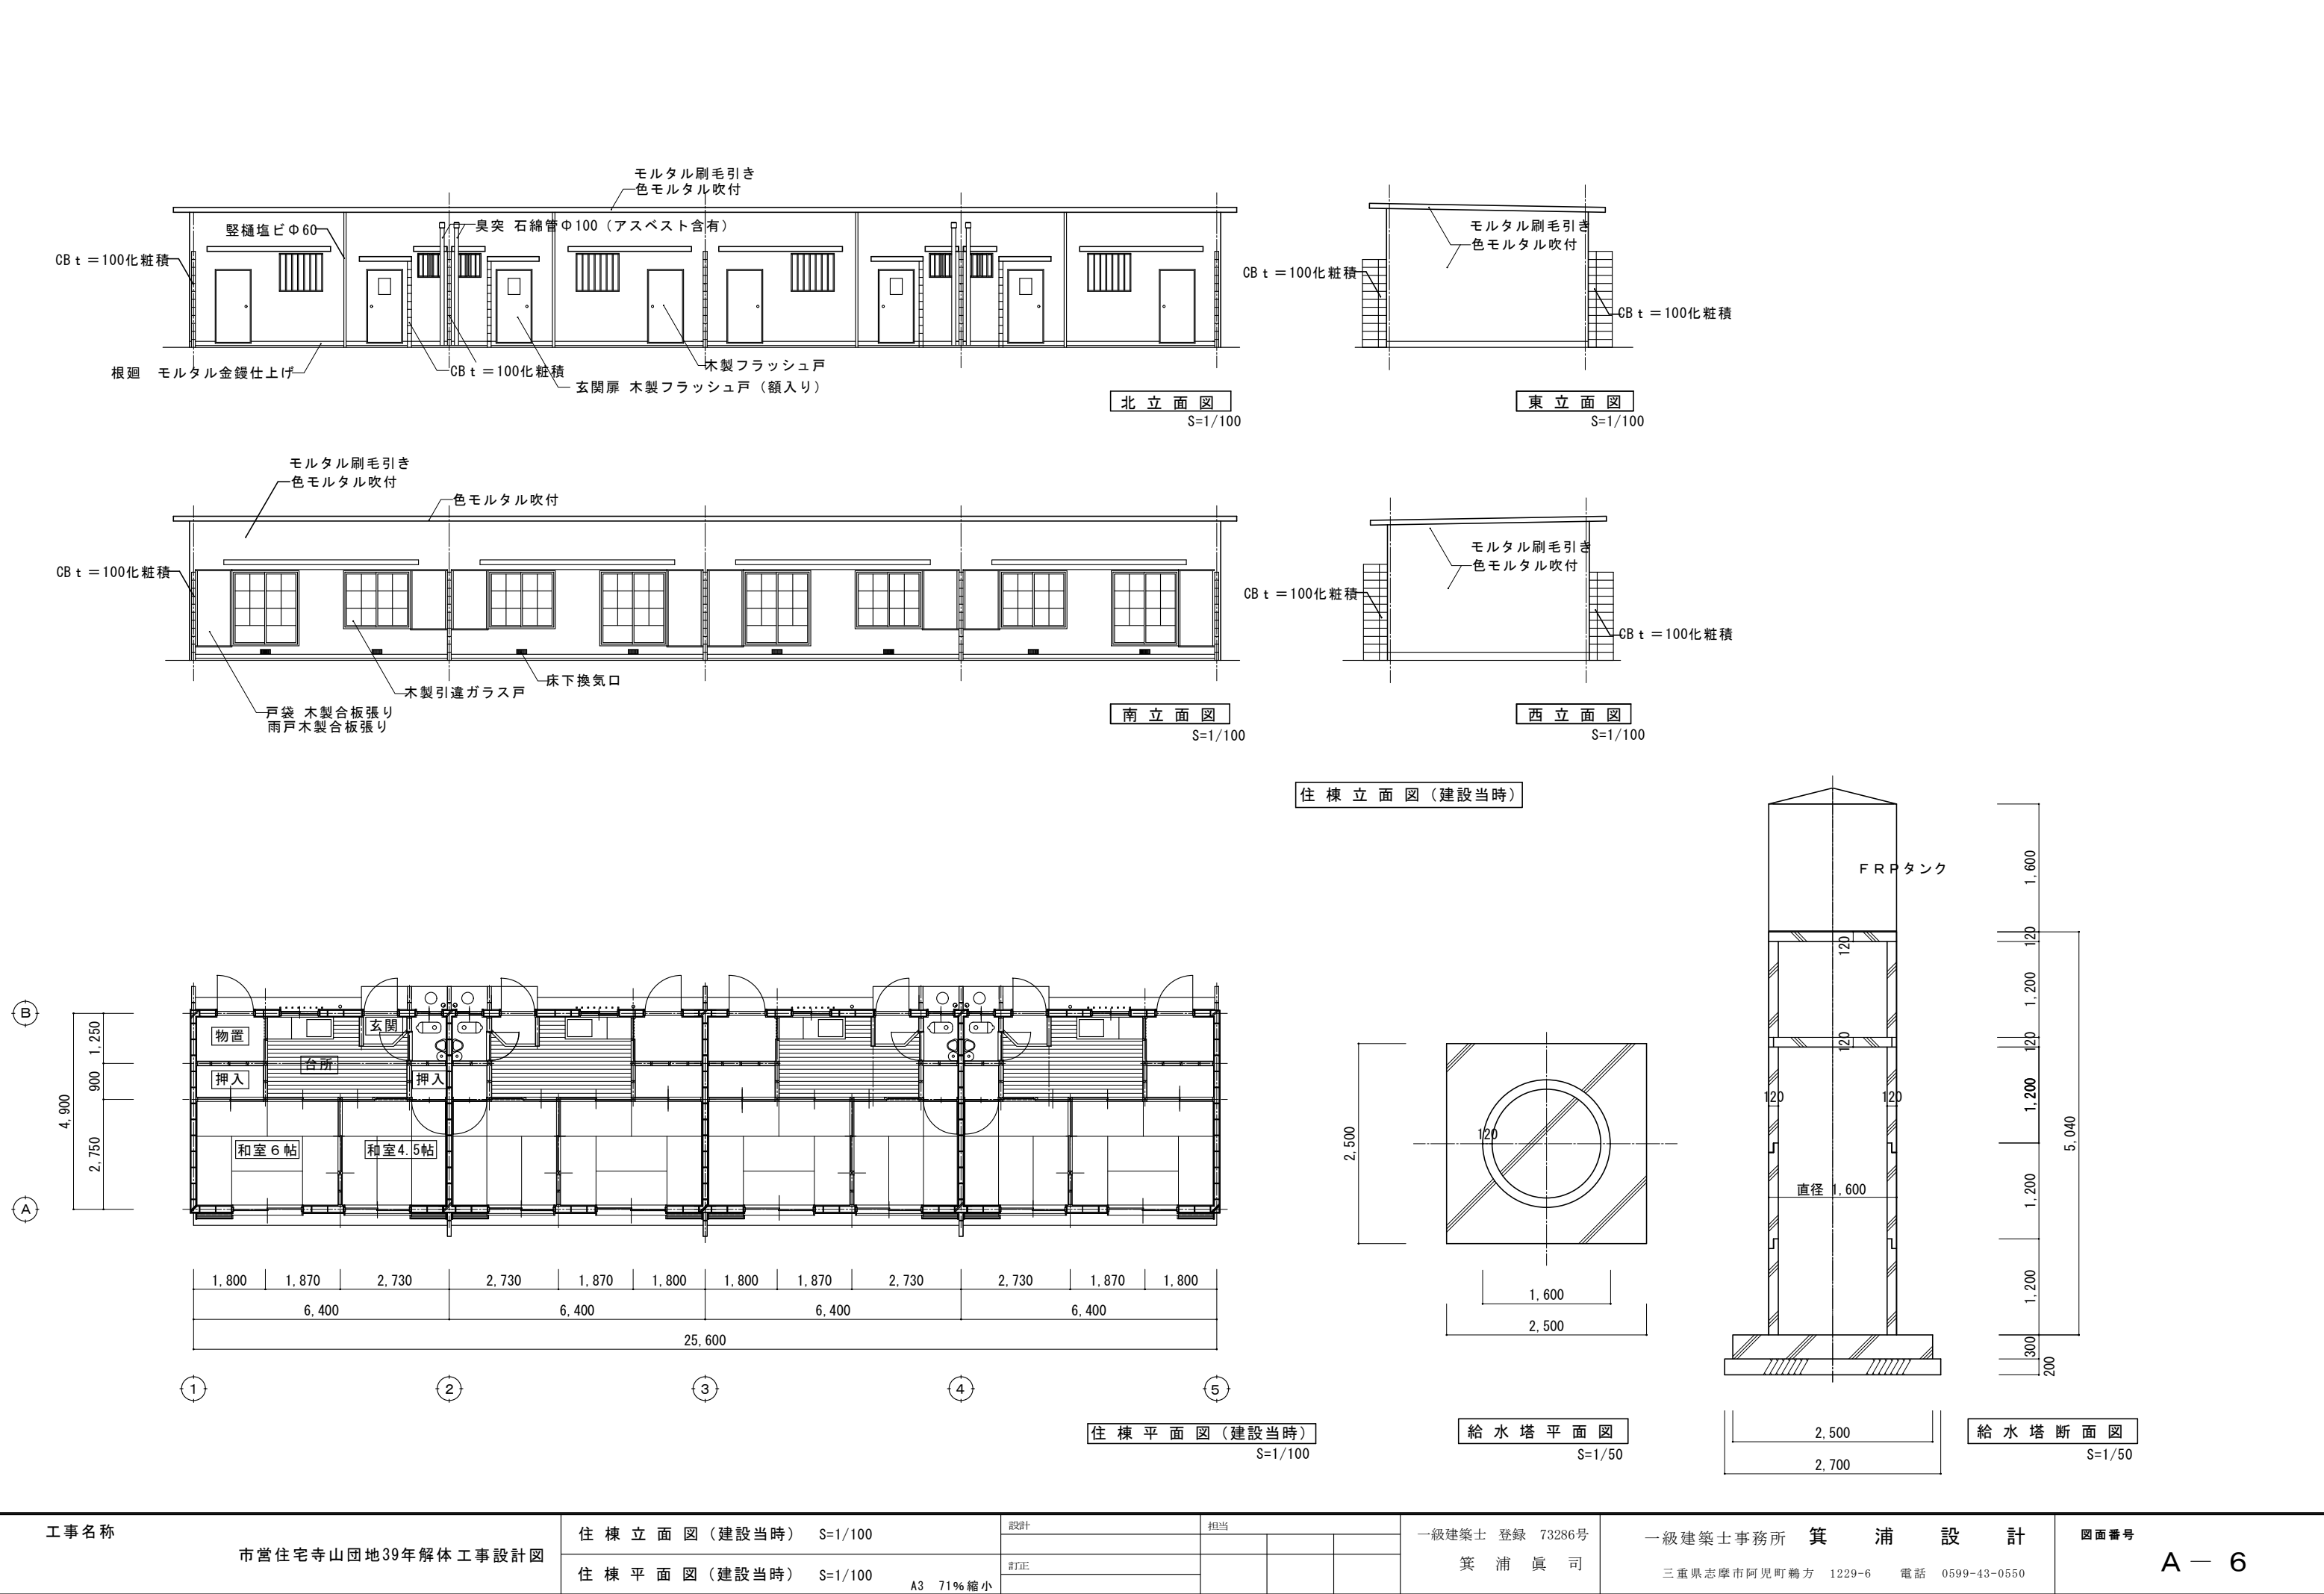 モルタル刷毛引き
色モルタル吹付
竪樋塩ビΦ60
臭突 石綿管Φ100（アスベスト含有）
CBｔ＝100化粧積
根廻　モルタル金鏝仕上げ
CBｔ＝100化粧積
木製フラッシュ戸
玄関扉 木製フラッシュ戸（額入り）
北立面図
S=1/100
モルタル刷毛引き
色モルタル吹付
CBｔ＝100化粧積
CBｔ＝100化粧積
東立面図
S=1/100
モルタル刷毛引き
色モルタル吹付
色モルタル吹付
CBｔ＝100化粧積
床下換気口
木製引違ガラス戸
戸袋 木製合板張り
雨戸木製合板張り
南立面図
S=1/100
モルタル刷毛引き
色モルタル吹付
CBｔ＝100化粧積
CBｔ＝100化粧積
西立面図
S=1/100
住棟立面図（建設当時）
B
A
4,900
1,250
900
2,750
物置
玄関
台所
押入
押入
和室６帖
和室4.5帖
1,800 1,870 2,730 2,730 1,870 1,800 1,800 1,870 2,730 2,730 1,870 1,800
6,400 6,400 6,400 6,400
25,600
1 2 3 4 5
住棟平面図（建設当時）
S=1/100
2,500
120
1,600
2,500
給水塔平面図
S=1/50
ＦＲＰタンク
120
120
120 120
直径 1,600
1,600
120
1,200
120
1,200
1,200
1,200
300
200
5,040
2,500
2,700
給水塔断面図
S=1/50
工事名称
市営住宅寺山団地39年解体工事設計図
住棟立面図（建設当時） S=1/100
住棟平面図（建設当時） S=1/100
A3 71%縮小
設計
訂正
担当
一級建築士 登録 73286号
箕浦眞司
一級建築士事務所 箕浦設計
三重県志摩市阿児町鵜方 1229-6 電話 0599-43-0550
図面番号
A－6